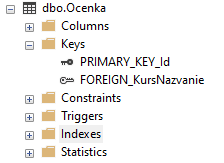 dbo.Ocenka
Columns
Keys
PRIMARY_KEY_Id
FOREIGN_KursNazvanie
Constraints
Triggers
Indexes
Statistics